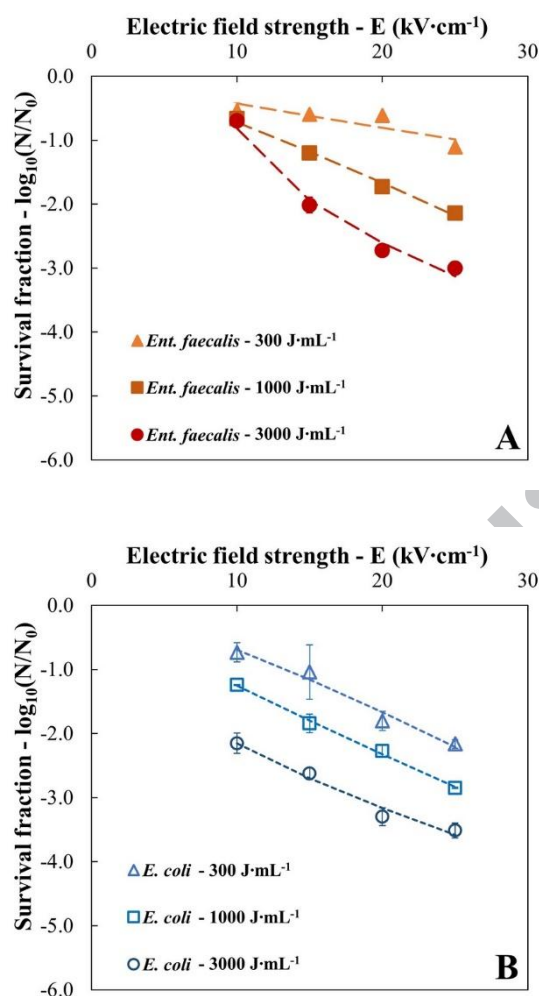 Electric field strength - E (kV·cm⁻¹)
0 10 20 30
0.0
-1.0
-2.0
-3.0
-4.0
-5.0
-6.0
Survival fraction - log₁₀(N/N₀)
Ent. faecalis - 300 J·mL⁻¹
Ent. faecalis - 1000 J·mL⁻¹
Ent. faecalis - 3000 J·mL⁻¹
A
Electric field strength - E (kV·cm⁻¹)
0 10 20 30
0.0
-1.0
-2.0
-3.0
-4.0
-5.0
-6.0
Survival fraction - log₁₀(N/N₀)
E. coli - 300 J·mL⁻¹
E. coli - 1000 J·mL⁻¹
E. coli - 3000 J·mL⁻¹
B